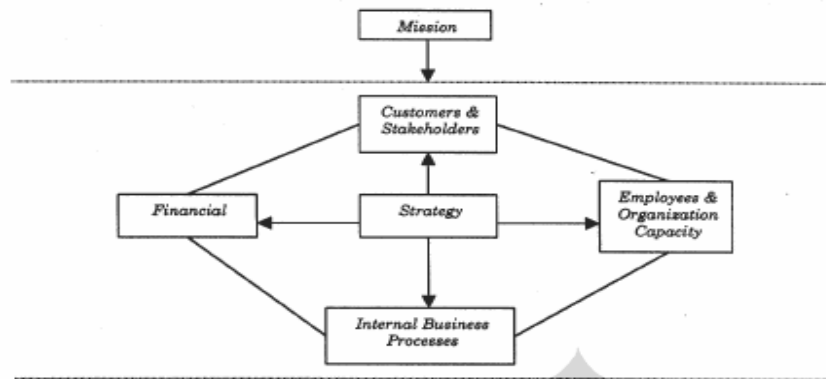 Mission
Customers &
Stakeholders
Financial
Strategy
Employees &
Organization
Capacity
Internal Business
Processes